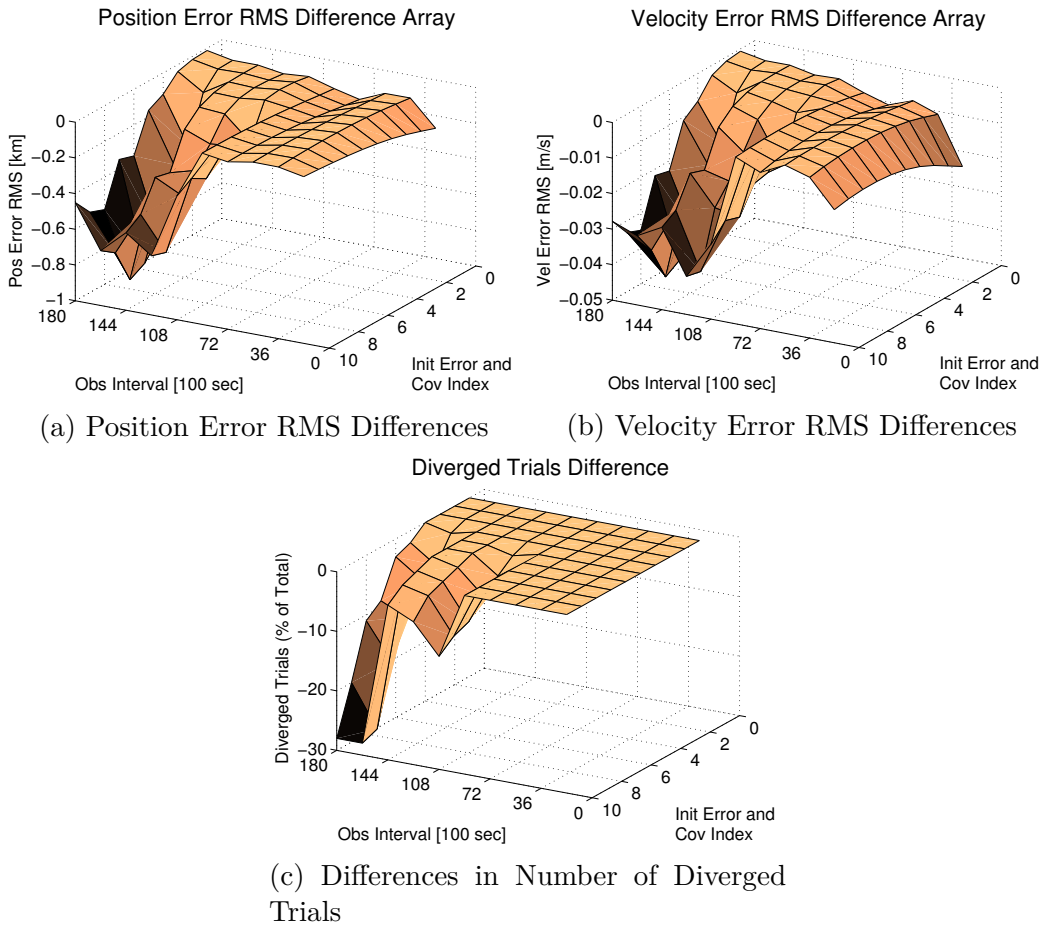 Position Error RMS Difference Array
Pos Error RMS [km]
0
−0.2
−0.4
−0.6
−0.8
−1
180
144
108
72
36
0
10
8
6
4
2
0
Obs Interval [100 sec]
Init Error and
Cov Index
(a) Position Error RMS Differences
Velocity Error RMS Difference Array
Vel Error RMS [m/s]
0
−0.01
−0.02
−0.03
−0.04
−0.05
180
144
108
72
36
0
10
8
6
4
2
0
Obs Interval [100 sec]
Init Error and
Cov Index
(b) Velocity Error RMS Differences
Diverged Trials Difference
Diverged Trials (% of Total)
0
−10
−20
−30
180
144
108
72
36
0
10
8
6
4
2
0
Obs Interval [100 sec]
Init Error and
Cov Index
(c) Differences in Number of Diverged
Trials